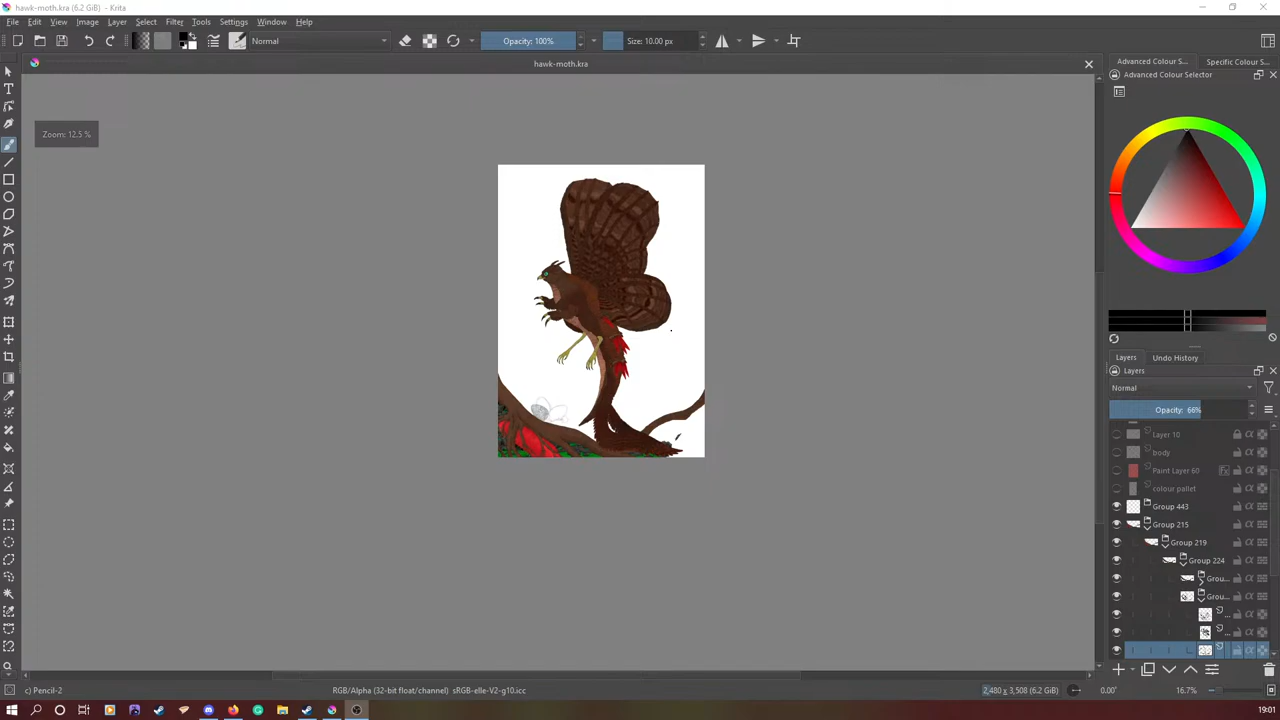 hawk-moth.kra (6.2 GiB) - Krita
File Edit View Image Layer Select Filter Tools Settings Window Help
Normal Opacity: 100% Size: 10.00 px
hawk-moth.kra
Advanced Colour S... Specific Colour S...
Advanced Colour Selector
Zoom: 12.5 %
Layers Undo History
Layers
Normal
Opacity: 66%
Layer 10
body
Paint Layer 60
colour pallet
Group 443
Group 215
Group 219
Group 224
Grou...
Grou...
...
...
c) Pencil-2 RGB/Alpha (32-bit float/channel) sRGB-elle-V2-g10.icc 2,480 x 3,508 (6.2 GiB) 0.00° 16.7%
19:01